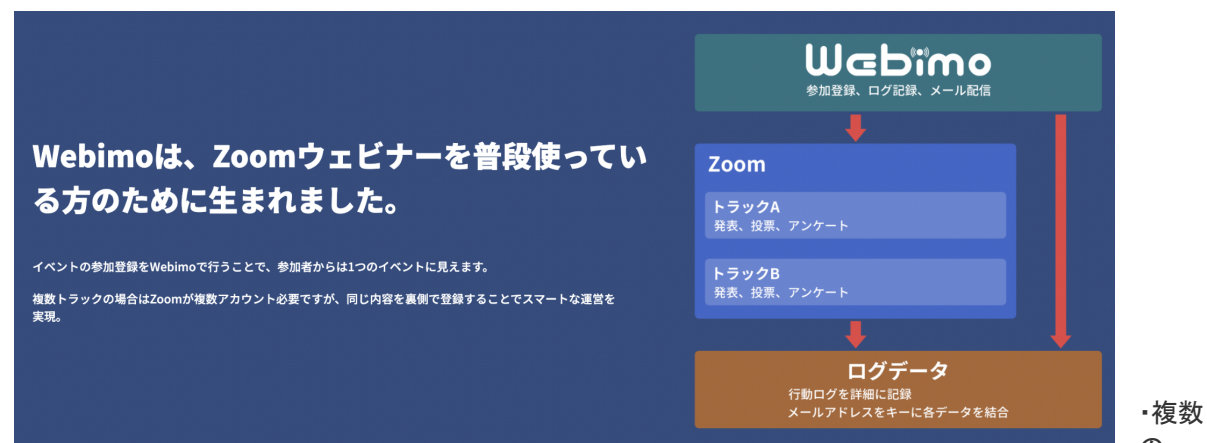 Webimoは、Zoomウェビナーを普段使ってい
る方のために生まれました。
イベントの参加登録をWebimoで行うことで、参加者からは1つのイベントに見えます。
複数トラックの場合はZoomが複数アカウント必要ですが、同じ内容を裏側で登録することでスマートな運営を
実現。
Webimo
参加登録、ログ記録、メール配信
Zoom
トラックA
発表、投票、アンケート
トラックB
発表、投票、アンケート
ログデータ
行動ログを詳細に記録
メールアドレスをキーに各データを結合
・複数